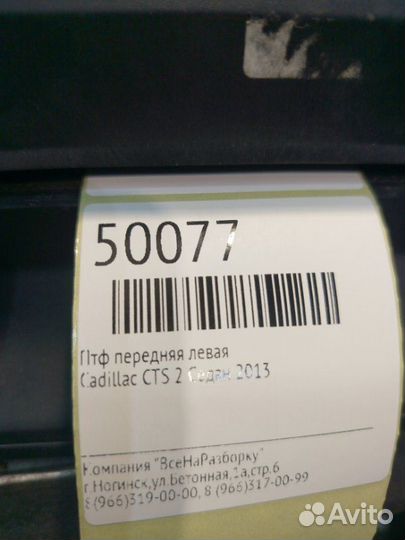 50077
Птф передняя левая
Cadillac CTS 2 Седан 2013
Компания "ВсеНаРазборку"
г.Ногинск,ул.Бетонная,1а,стр.6
8(966)319-00-00, 8 (966)317-00-99
Avito